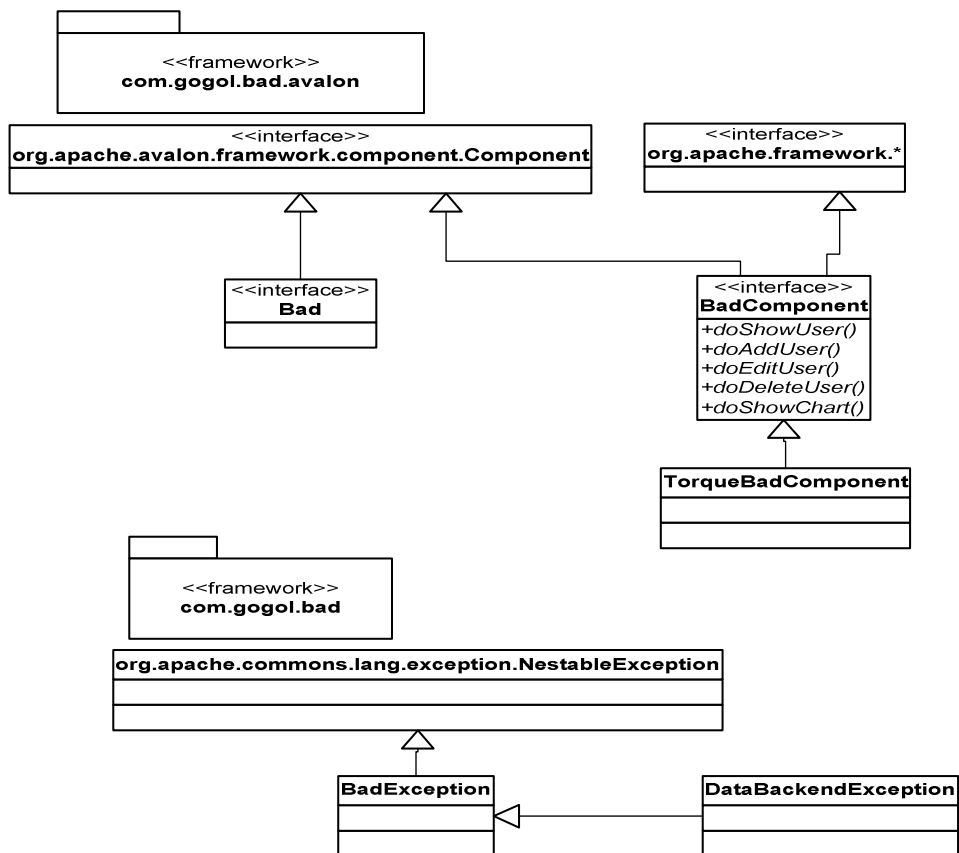 <<framework>>
com.gogol.bad.avalon
<<interface>>
org.apache.avalon.framework.component.Component
<<interface>>
org.apache.framework.*
<<interface>>
Bad
<<interface>>
BadComponent
+doShowUser()
+doAddUser()
+doEditUser()
+doDeleteUser()
+doShowChart()
TorqueBadComponent
<<framework>>
com.gogol.bad
org.apache.commons.lang.exception.NestableException
BadException
DataBackendException